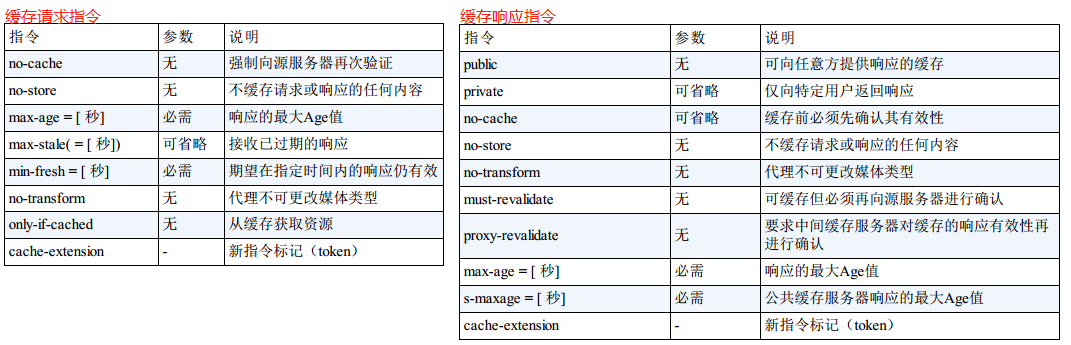 缓存请求指令
指令 参数 说明
no-cache 无 强制向源服务器再次验证
no-store 无 不缓存请求或响应的任何内容
max-age = [ 秒] 必需 响应的最大Age值
max-stale( = [ 秒]) 可省略 接收已过期的响应
min-fresh = [ 秒] 必需 期望在指定时间内的响应仍有效
no-transform 无 代理不可更改媒体类型
only-if-cached 无 从缓存获取资源
cache-extension - 新指令标记（token）
缓存响应指令
指令 参数 说明
public 无 可向任意方提供响应的缓存
private 可省略 仅向特定用户返回响应
no-cache 可省略 缓存前必须先确认其有效性
no-store 无 不缓存请求或响应的任何内容
no-transform 无 代理不可更改媒体类型
must-revalidate 无 可缓存但必须再向源服务器进行确认
proxy-revalidate 无 要求中间缓存服务器对缓存的响应有效性再
进行确认
max-age = [ 秒] 必需 响应的最大Age值
s-maxage = [ 秒] 必需 公共缓存服务器响应的最大Age值
cache-extension - 新指令标记（token）